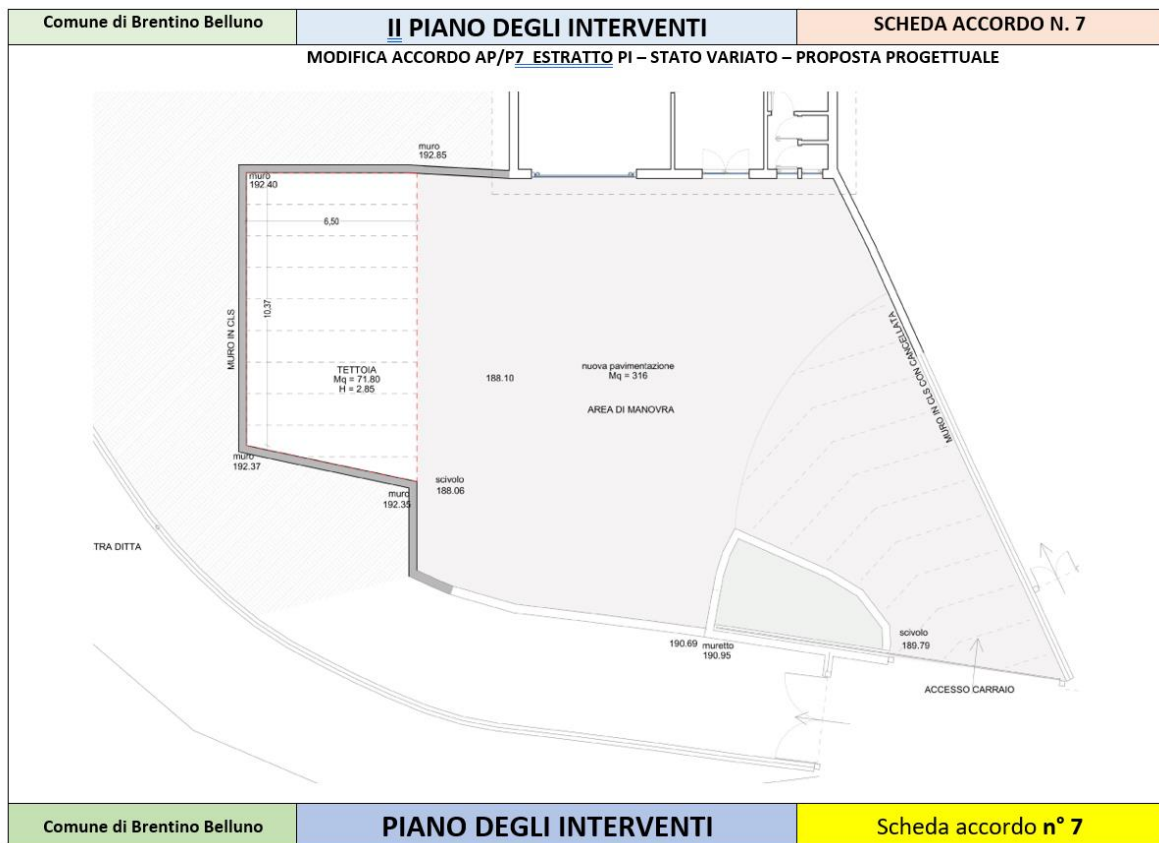 Comune di Brentino Belluno
II PIANO DEGLI INTERVENTI
SCHEDA ACCORDO N. 7
MODIFICA ACCORDO AP/P7 ESTRATTO PI – STATO VARIATO – PROPOSTA PROGETTUALE
muro
192.85
muro
192.40
6,50
10,37
MURO IN CLS
TETTOIA
Mq = 71.80
H = 2.85
188.10
nuova pavimentazione
Mq = 316
AREA DI MANOVRA
MURO IN CLS CON CANCELLATA
muro
192.37
muro
192.35
scivolo
188.06
TRA DITTA
190.69 muretto
190.95
scivolo
189.79
ACCESSO CARRAIO
Comune di Brentino Belluno
PIANO DEGLI INTERVENTI
Scheda accordo n° 7